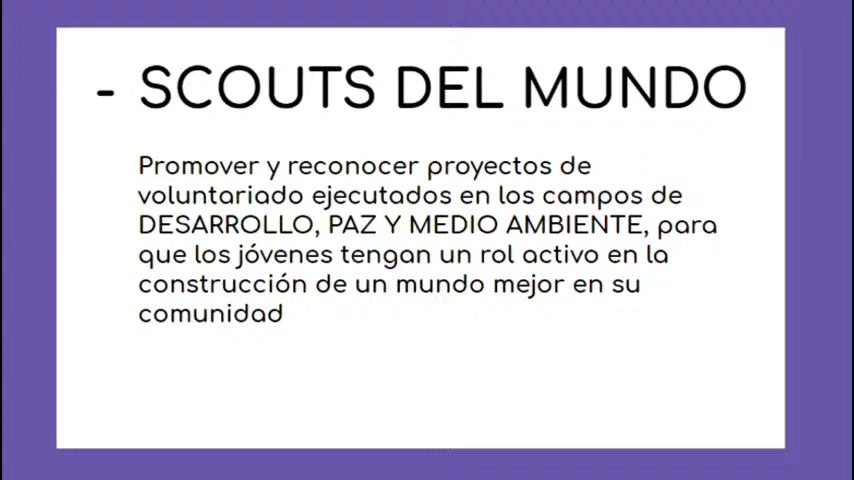 - SCOUTS DEL MUNDO
Promover y reconocer proyectos de
voluntariado ejecutados en los campos de
DESARROLLO, PAZ Y MEDIO AMBIENTE, para
que los jóvenes tengan un rol activo en la
construcción de un mundo mejor en su
comunidad